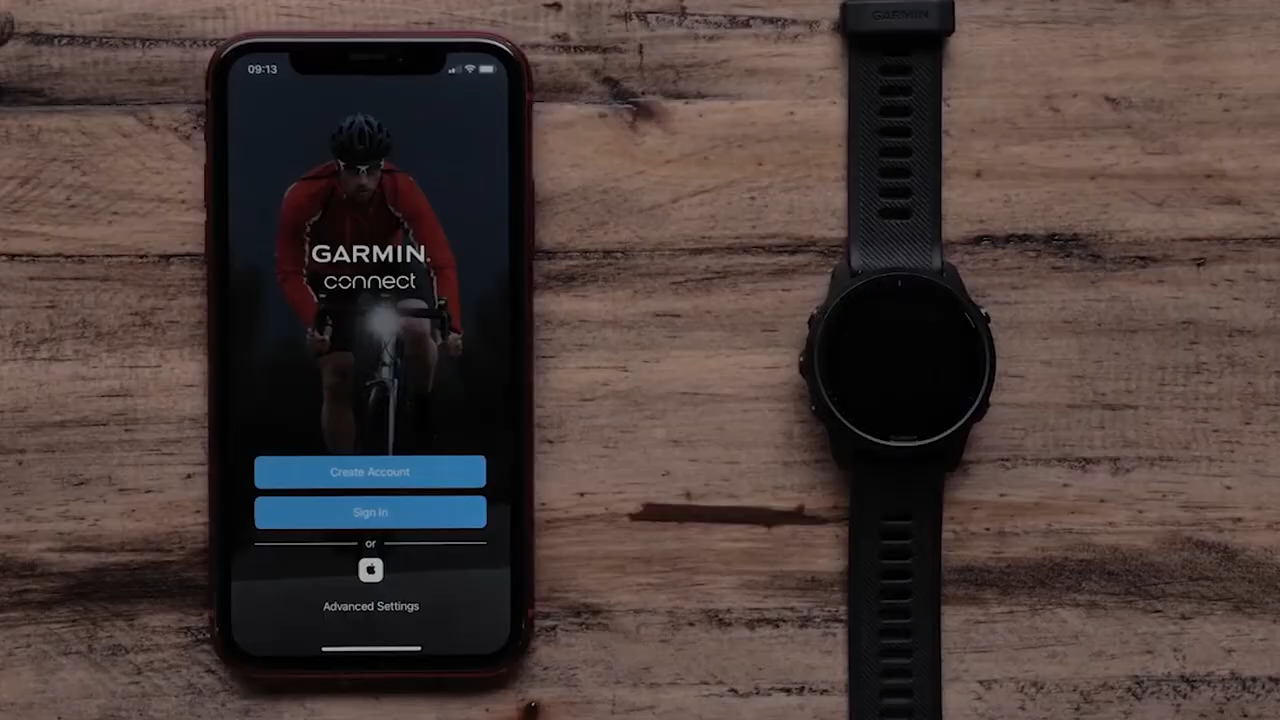 09:13
GARMIN
GARMIN.
connect
Create Account
Sign In
or
Advanced Settings